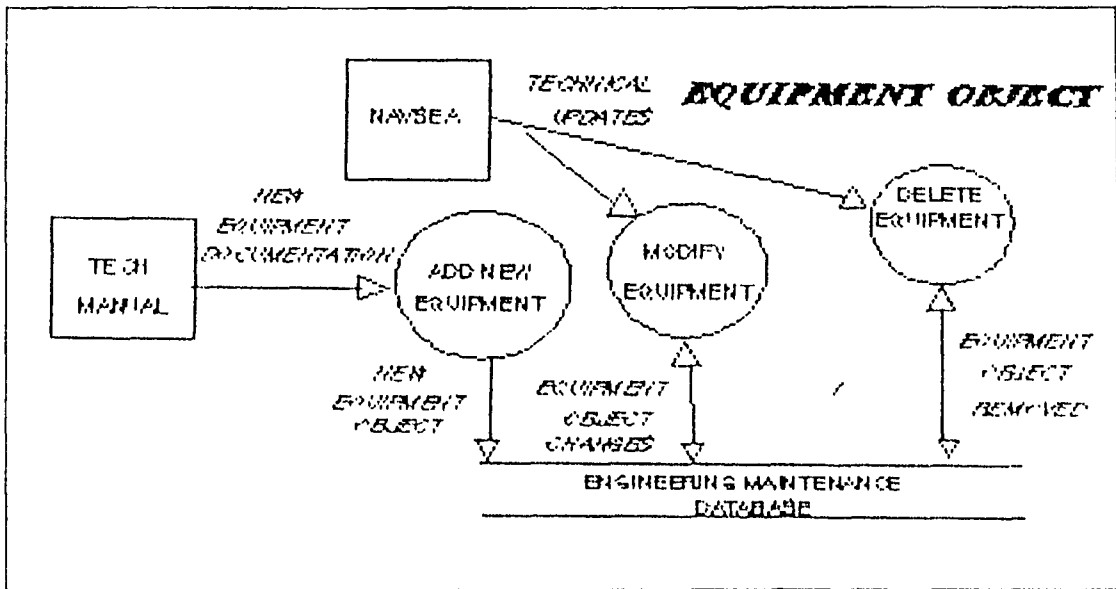 EQUIPMENT OBJECT
NAVSEA
TECHNICAL
UPDATES
DELETE
EQUIPMENT
NEW
EQUIPMENT
DOCUMENTATION
TECH
MANUAL
ADD NEW
EQUIPMENT
MODIFY
EQUIPMENT
NEW
EQUIPMENT
OBJECT
EQUIPMENT
OBJECT
CHANGES
EQUIPMENT
OBJECT
REMOVED
ENGINEERING MAINTENANCE
DATABASE